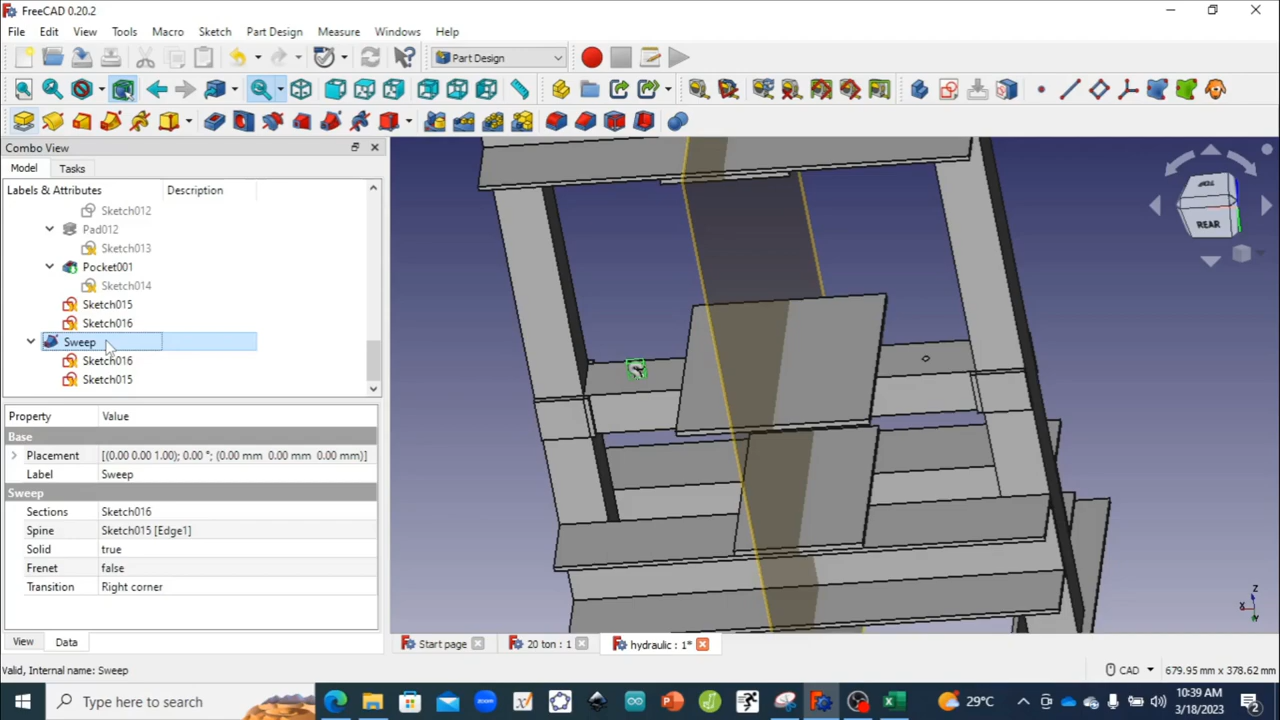 FreeCAD 0.20.2
File Edit View Tools Macro Sketch Part Design Measure Windows Help
Part Design
Combo View
Model Tasks
Labels & Attributes Description
Sketch012
Pad012
Sketch013
Pocket001
Sketch014
Sketch015
Sketch016
Sweep
Sketch016
Sketch015
Property Value
Base
Placement [(0.00 0.00 1.00); 0.00 °; (0.00 mm 0.00 mm 0.00 mm)]
Label Sweep
Sweep
Sections Sketch016
Spine Sketch015 [Edge1]
Solid true
Frenet false
Transition Right corner
View Data
TOP
REAR
Z
X
Y
Start page 20 ton : 1 hydraulic : 1*
Valid, Internal name: Sweep
CAD 679.95 mm x 378.62 mm
Type here to search
29°C
10:39 AM
3/18/2023
2